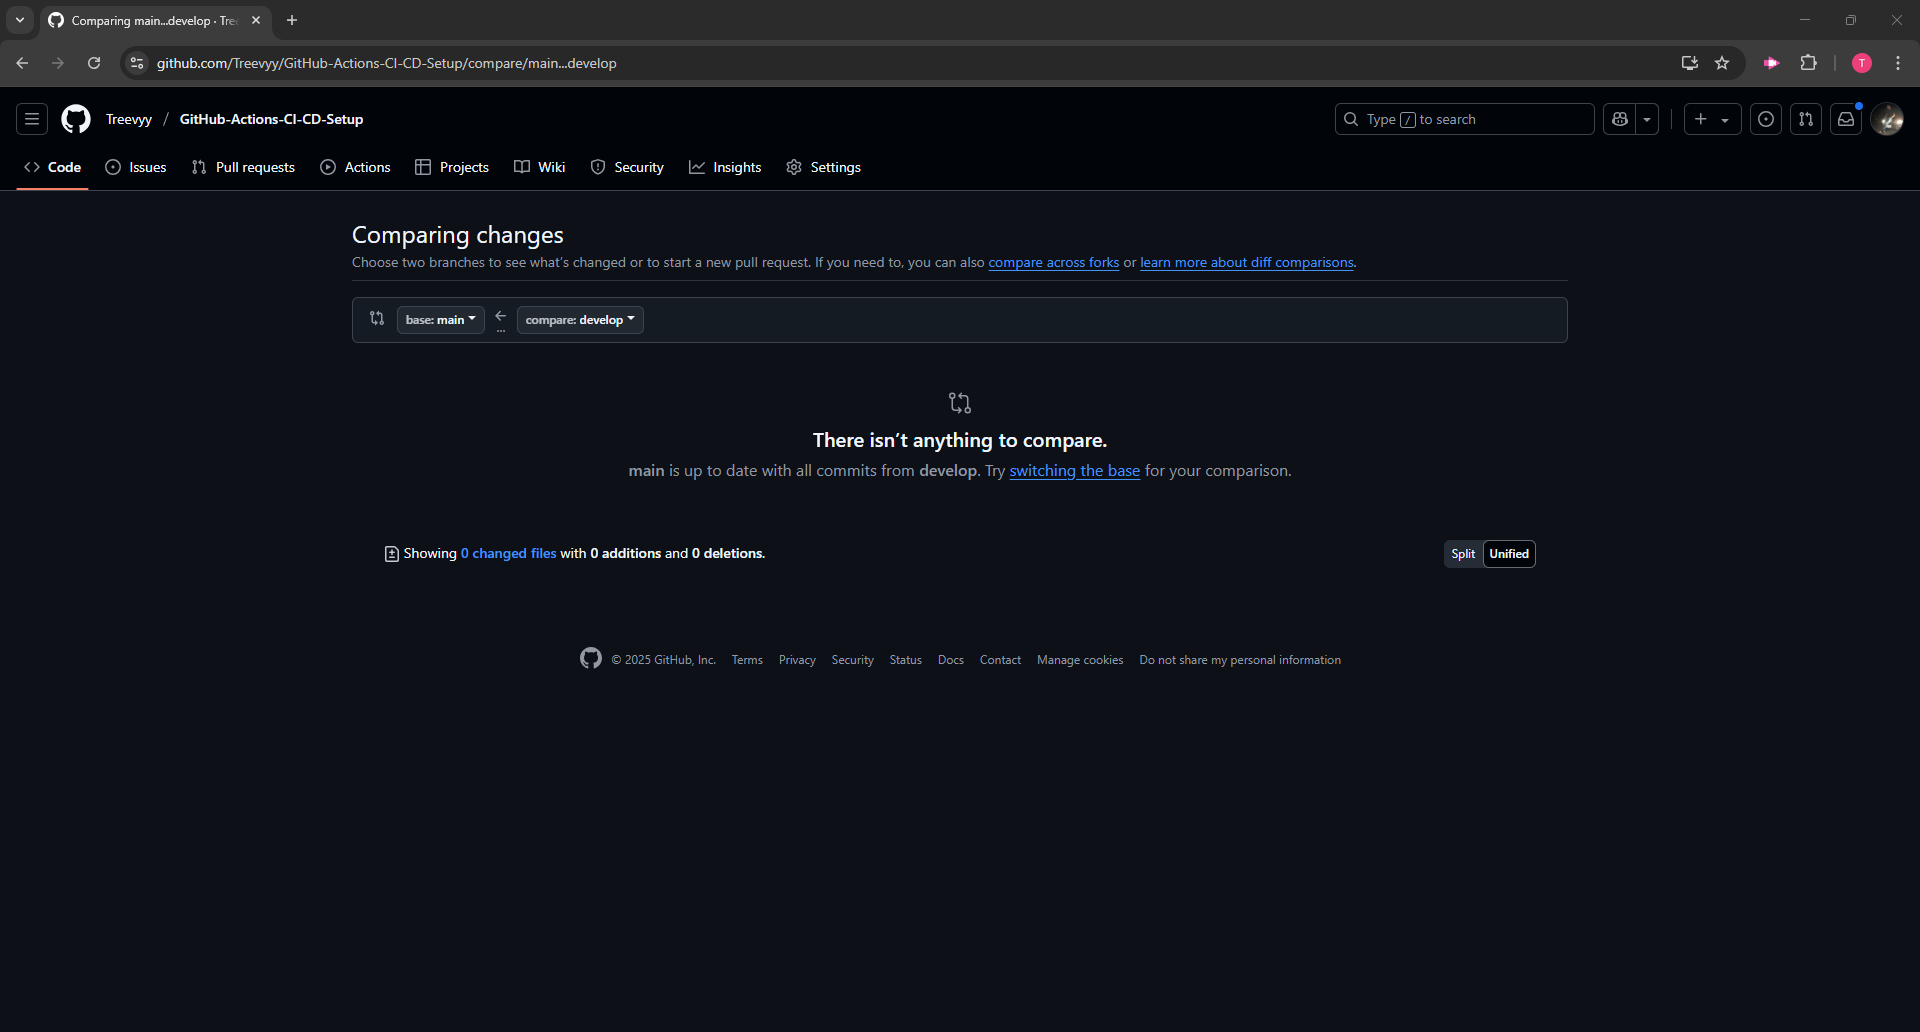 Comparing main...develop · Tre
github.com/Treevyy/GitHub-Actions-CI-CD-Setup/compare/main...develop
T
Treevyy / GitHub-Actions-CI-CD-Setup
Type / to search
Code Issues Pull requests Actions Projects Wiki Security Insights Settings
Comparing changes
Choose two branches to see what's changed or to start a new pull request. If you need to, you can also compare across forks or learn more about diff comparisons.
base: main ... compare: develop
There isn't anything to compare.
main is up to date with all commits from develop. Try switching the base for your comparison.
Showing 0 changed files with 0 additions and 0 deletions.
Split Unified
© 2025 GitHub, Inc. Terms Privacy Security Status Docs Contact Manage cookies Do not share my personal information